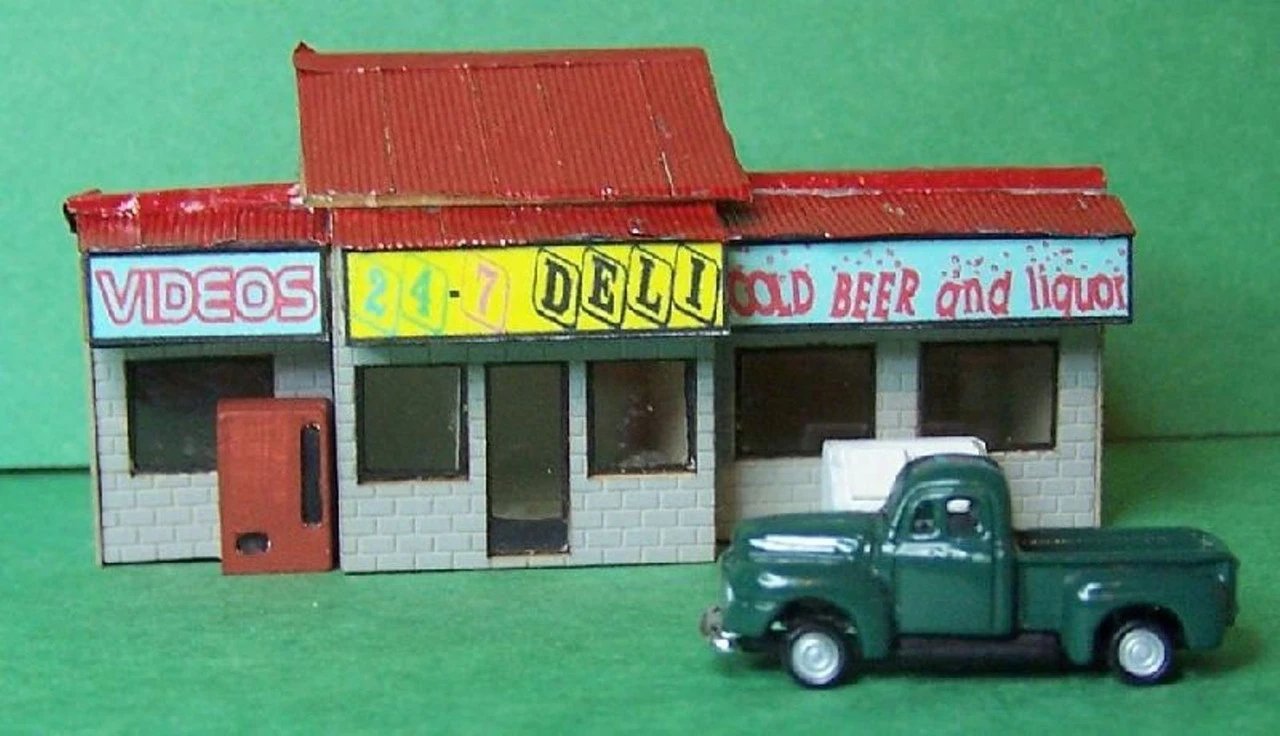 VIDEOS
24-7 DELI
COLD BEER and liquor